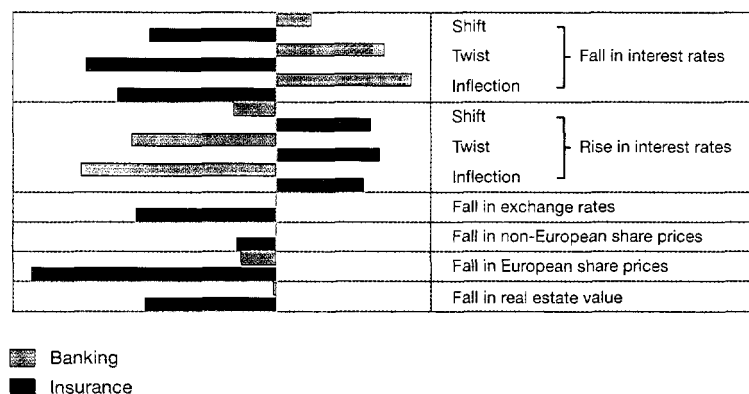 Shift
Twist
Fall in interest rates
Inflection
Shift
Twist
Rise in interest rates
Inflection
Fall in exchange rates
Fall in non-European share prices
Fall in European share prices
Fall in real estate value
Banking
Insurance